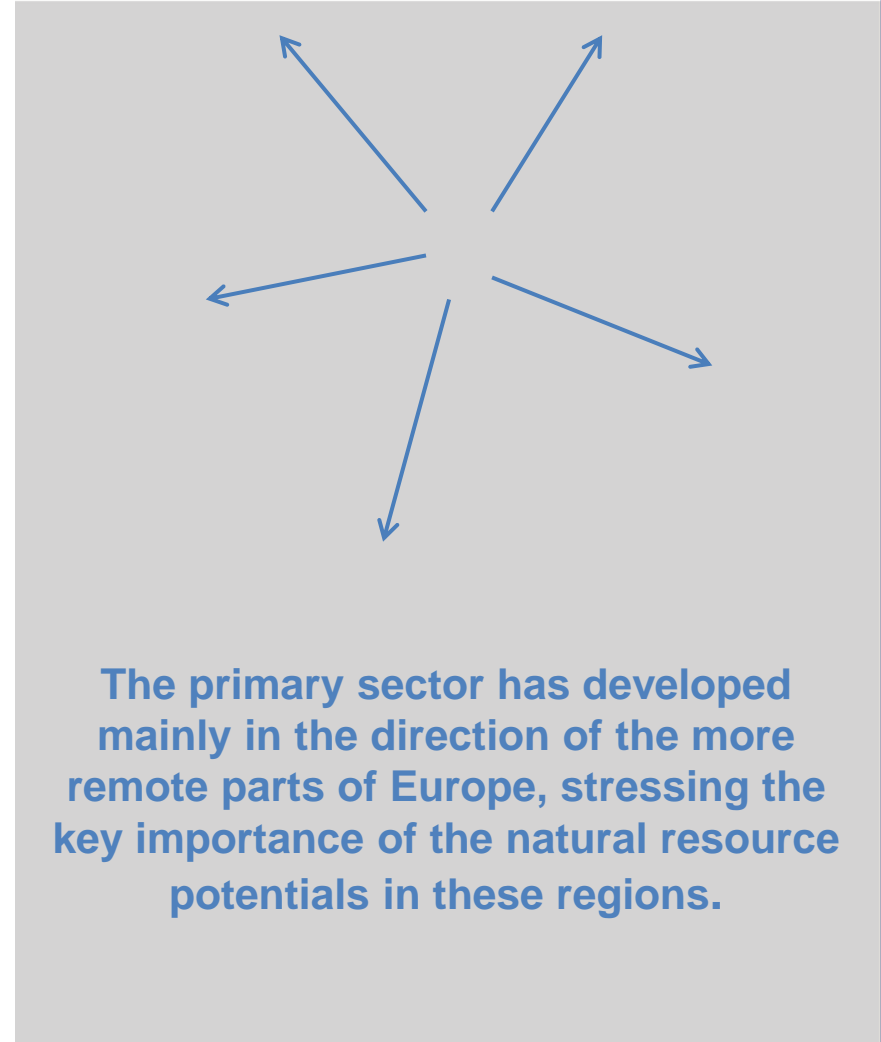 The primary sector has developed
mainly in the direction of the more
remote parts of Europe, stressing the
key importance of the natural resource
potentials in these regions.